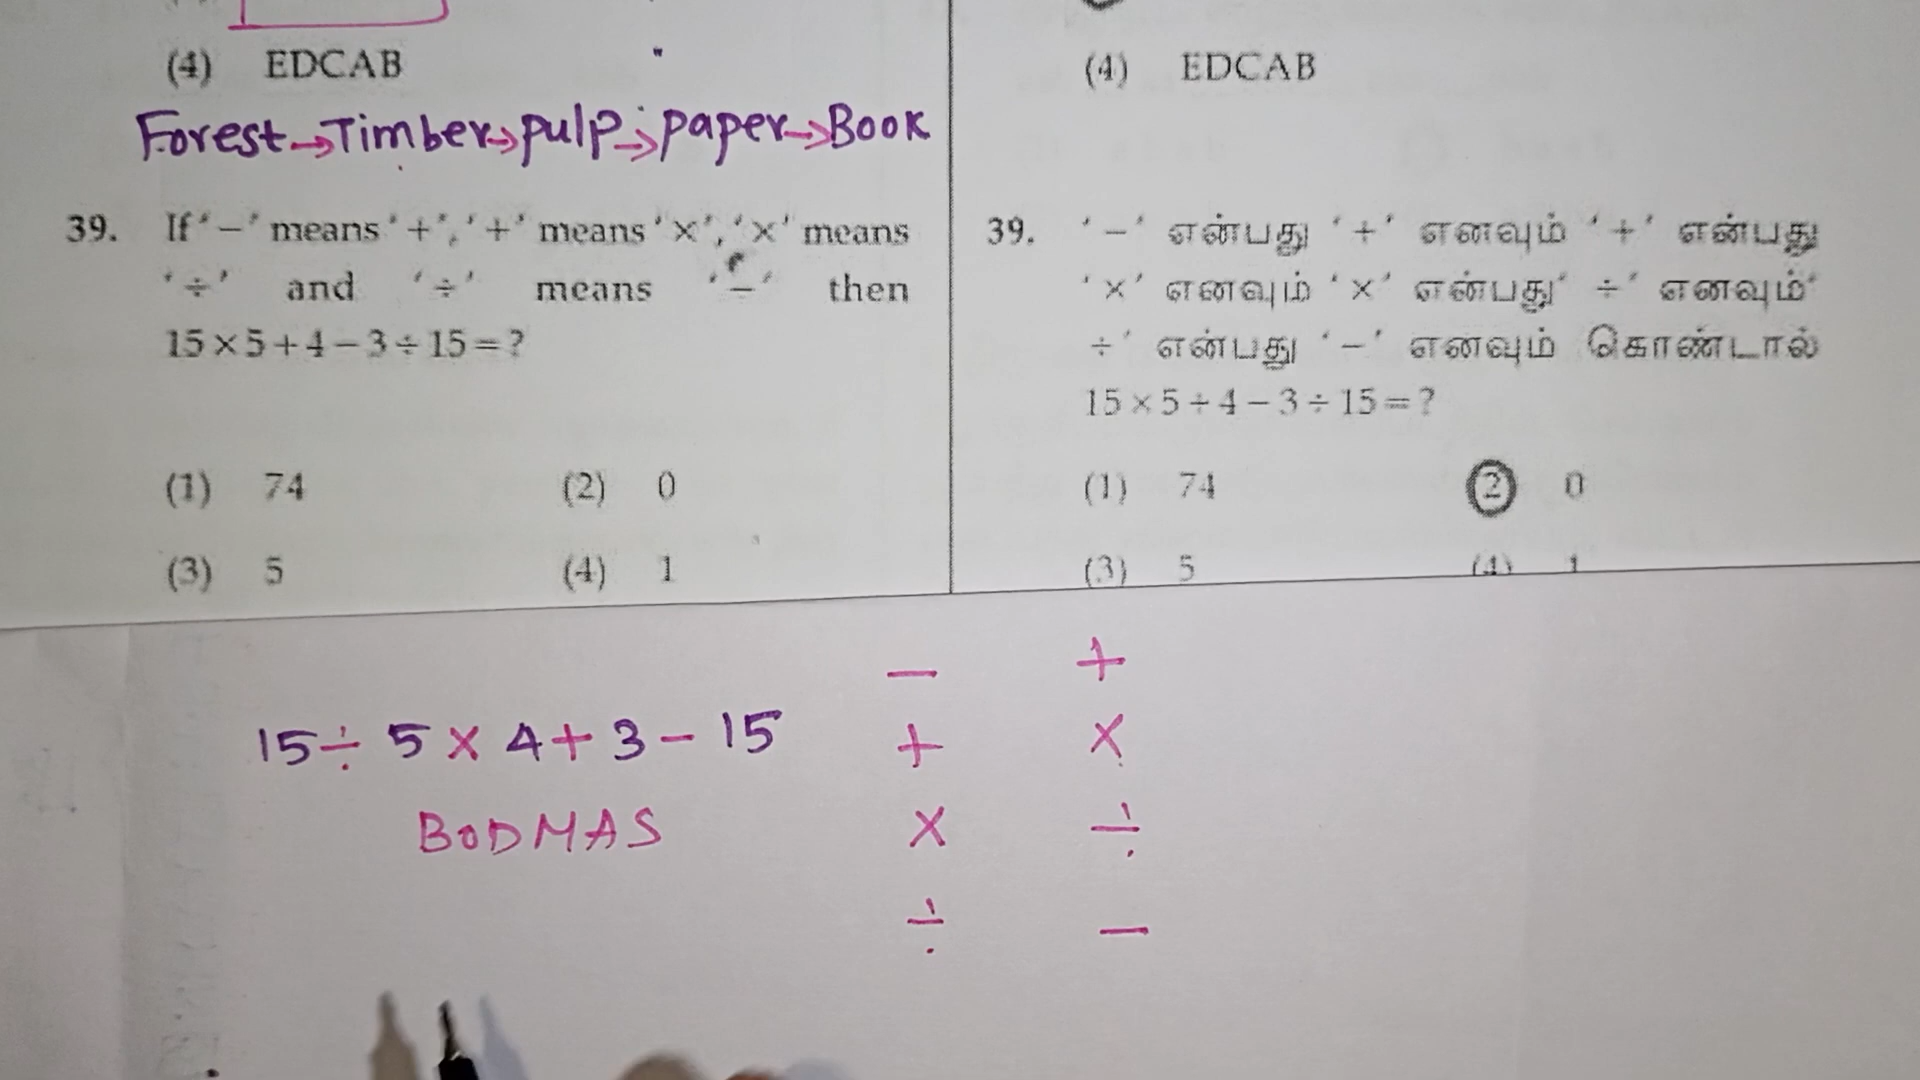 (4) EDCAB
Forest→Timber→pulp→paper→Book
39. If '−' means '+', '+' means '×', '×' means
'÷' and '÷' means '−' then
15×5+4−3÷15=?
(1) 74 (2) 0
(3) 5 (4) 1
(4) EDCAB
39. '−' என்பது '+' எனவும் '+' என்பது
'×' எனவும் '×' என்பது' ÷' எனவும்'
÷' என்பது '−' எனவும் கொண்டால்
15×5+4−3÷15=?
(1) 74 (2) 0
(3) 5 (4) 1
− +
15÷ 5 × 4+3− 15 + ×
BODMAS × ÷
÷ −